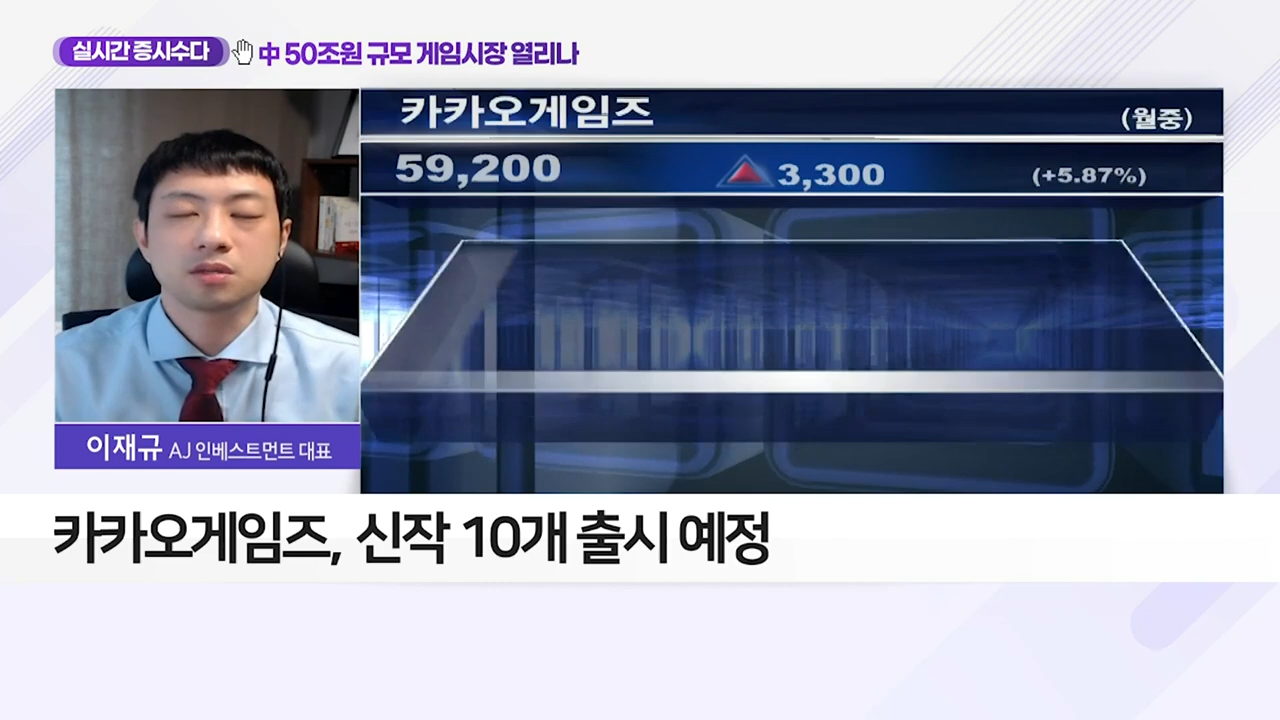 실시간 증시수다 中 50조원 규모 게임시장 열리나
카카오게임즈 (월중)
59,200 ▲ 3,300 (+5.87%)
이재규 AJ 인베스트먼트 대표
카카오게임즈, 신작 10개 출시 예정